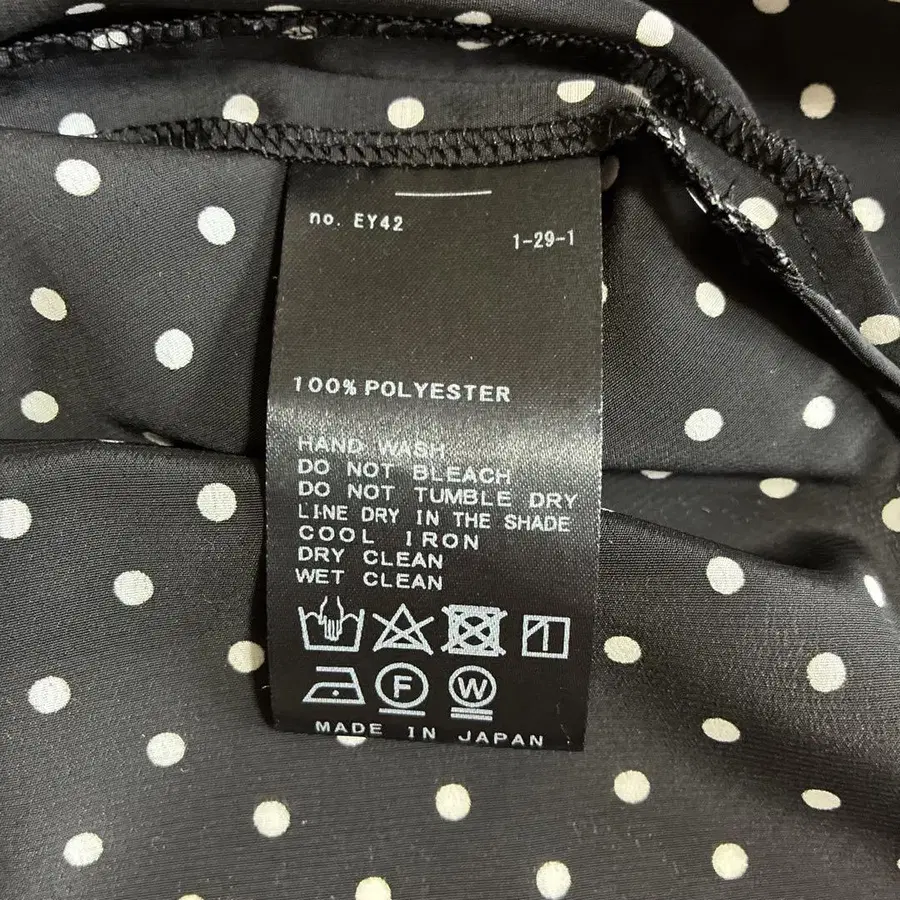 no. EY42
1-29-1
100% POLYESTER
HAND WASH
DO NOT BLEACH
DO NOT TUMBLE DRY
LINE DRY IN THE SHADE
COOL IRON
DRY CLEAN
WET CLEAN
F W
MADE IN JAPAN